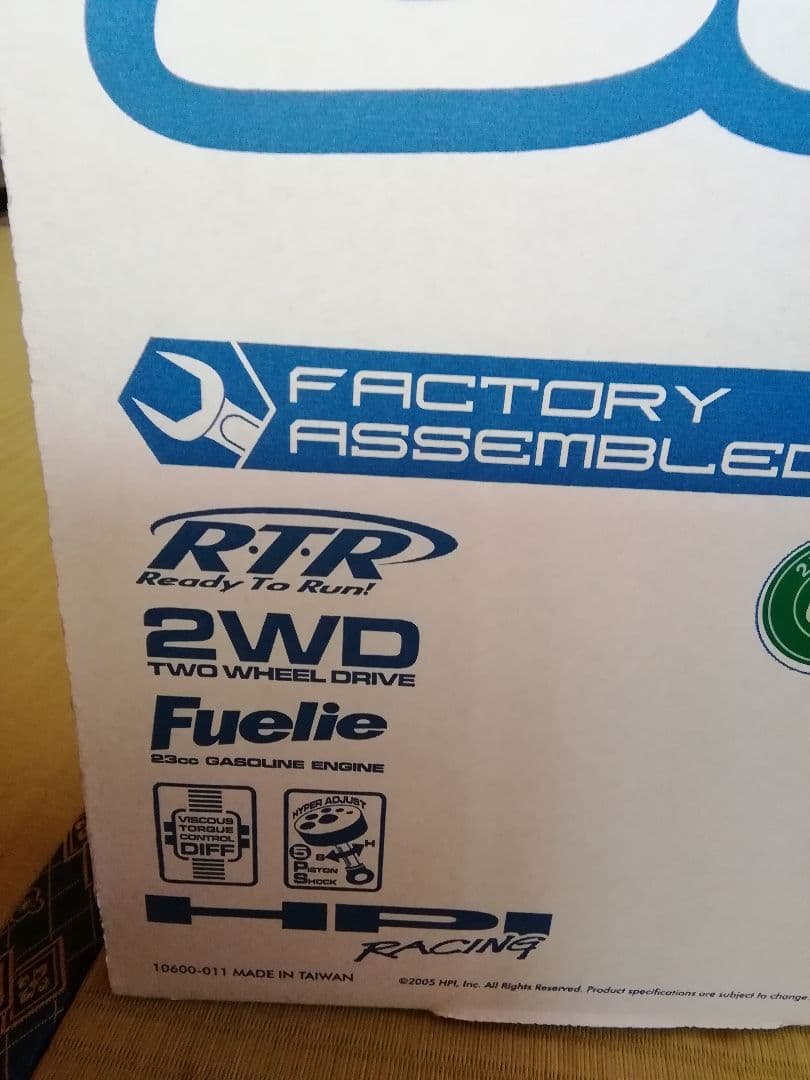 FACTORY
ASSEMBLED
R·T·R
Ready To Run!
2WD
TWO WHEEL DRIVE
Fuelie
23cc GASOLINE ENGINE
VISCOUS
TORQUE
CONTROL
DIFF
HYPER ADJUST
S H
5
PISTON
SHOCK
HPI
RACING
10600-011 MADE IN TAIWAN
©2005 HPI, Inc. All Rights Reserved. Product specifications are subject to change